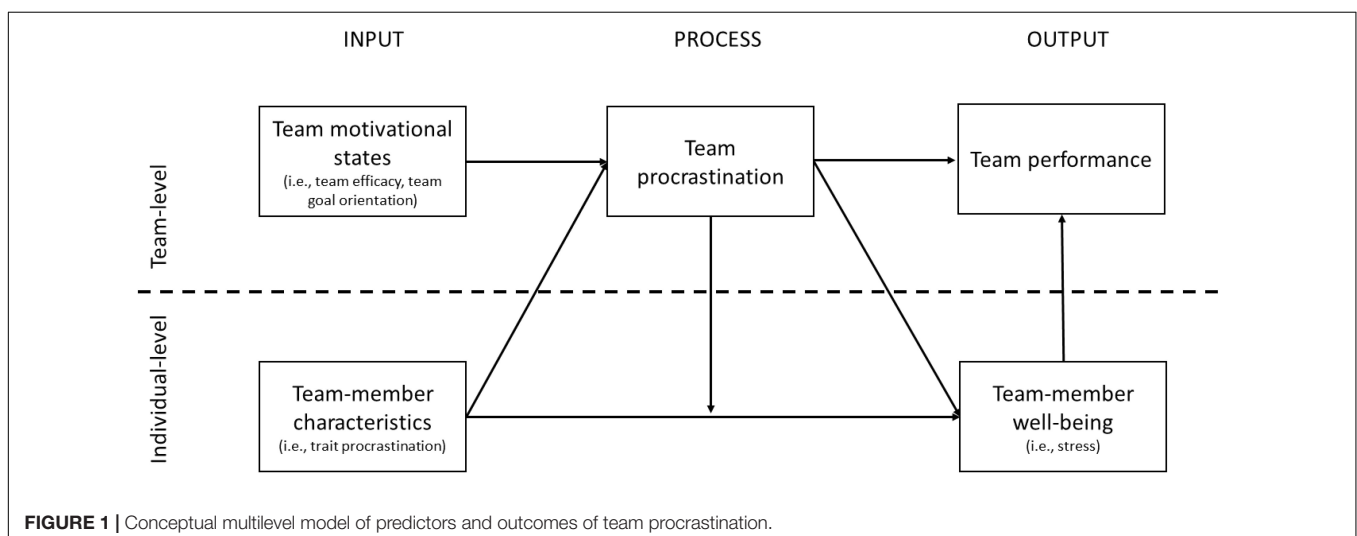 INPUT
PROCESS
OUTPUT
Team-level
Team motivational
states
(i.e., team efficacy, team
goal orientation)
Team
procrastination
Team performance
Individual-level
Team-member
characteristics
(i.e., trait procrastination)
Team-member
well-being
(i.e., stress)
FIGURE 1 | Conceptual multilevel model of predictors and outcomes of team procrastination.